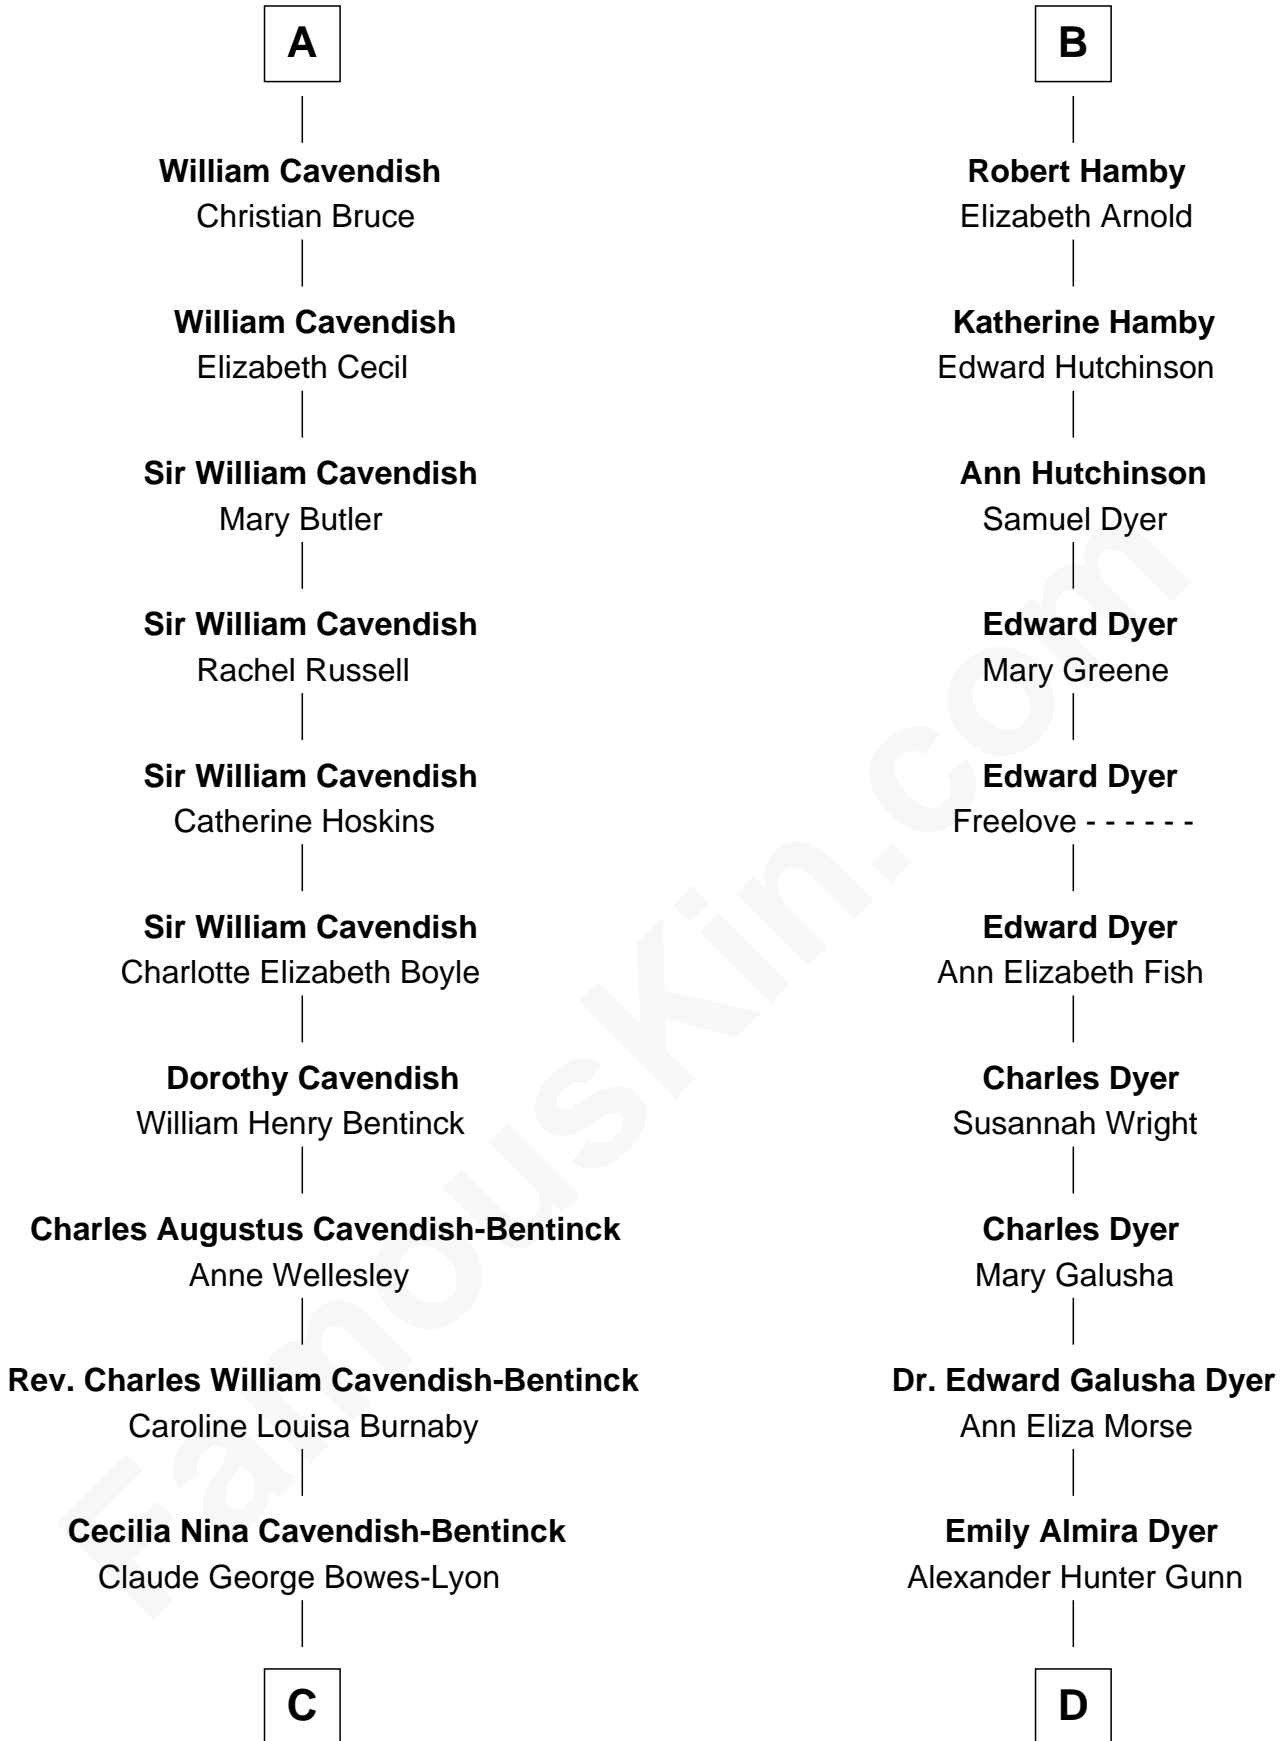 A
William Cavendish
Christian Bruce
William Cavendish
Elizabeth Cecil
Sir William Cavendish
Mary Butler
Sir William Cavendish
Rachel Russell
Sir William Cavendish
Catherine Hoskins
Sir William Cavendish
Charlotte Elizabeth Boyle
Dorothy Cavendish
William Henry Bentinck
Charles Augustus Cavendish-Bentinck
Anne Wellesley
Rev. Charles William Cavendish-Bentinck
Caroline Louisa Burnaby
Cecilia Nina Cavendish-Bentinck
Claude George Bowes-Lyon
C
B
Robert Hamby
Elizabeth Arnold
Katherine Hamby
Edward Hutchinson
Ann Hutchinson
Samuel Dyer
Edward Dyer
Mary Greene
Edward Dyer
Freelove - - - - - -
Edward Dyer
Ann Elizabeth Fish
Charles Dyer
Susannah Wright
Charles Dyer
Mary Galusha
Dr. Edward Galusha Dyer
Ann Eliza Morse
Emily Almira Dyer
Alexander Hunter Gunn
D
FamousKin.com